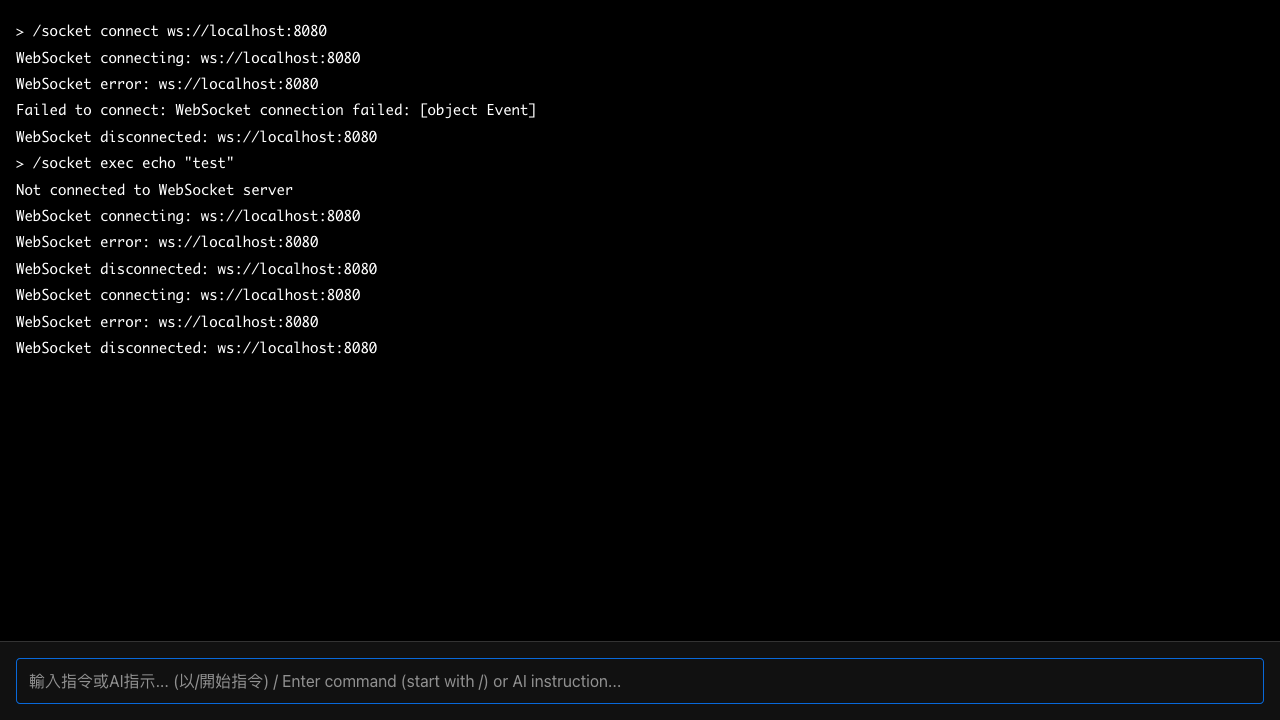 > /socket connect ws://localhost:8080
WebSocket connecting: ws://localhost:8080
WebSocket error: ws://localhost:8080
Failed to connect: WebSocket connection failed: [object Event]
WebSocket disconnected: ws://localhost:8080
> /socket exec echo "test"
Not connected to WebSocket server
WebSocket connecting: ws://localhost:8080
WebSocket error: ws://localhost:8080
WebSocket disconnected: ws://localhost:8080
WebSocket connecting: ws://localhost:8080
WebSocket error: ws://localhost:8080
WebSocket disconnected: ws://localhost:8080
輸入指令或AI指示... (以/開始指令) / Enter command (start with /) or AI instruction...